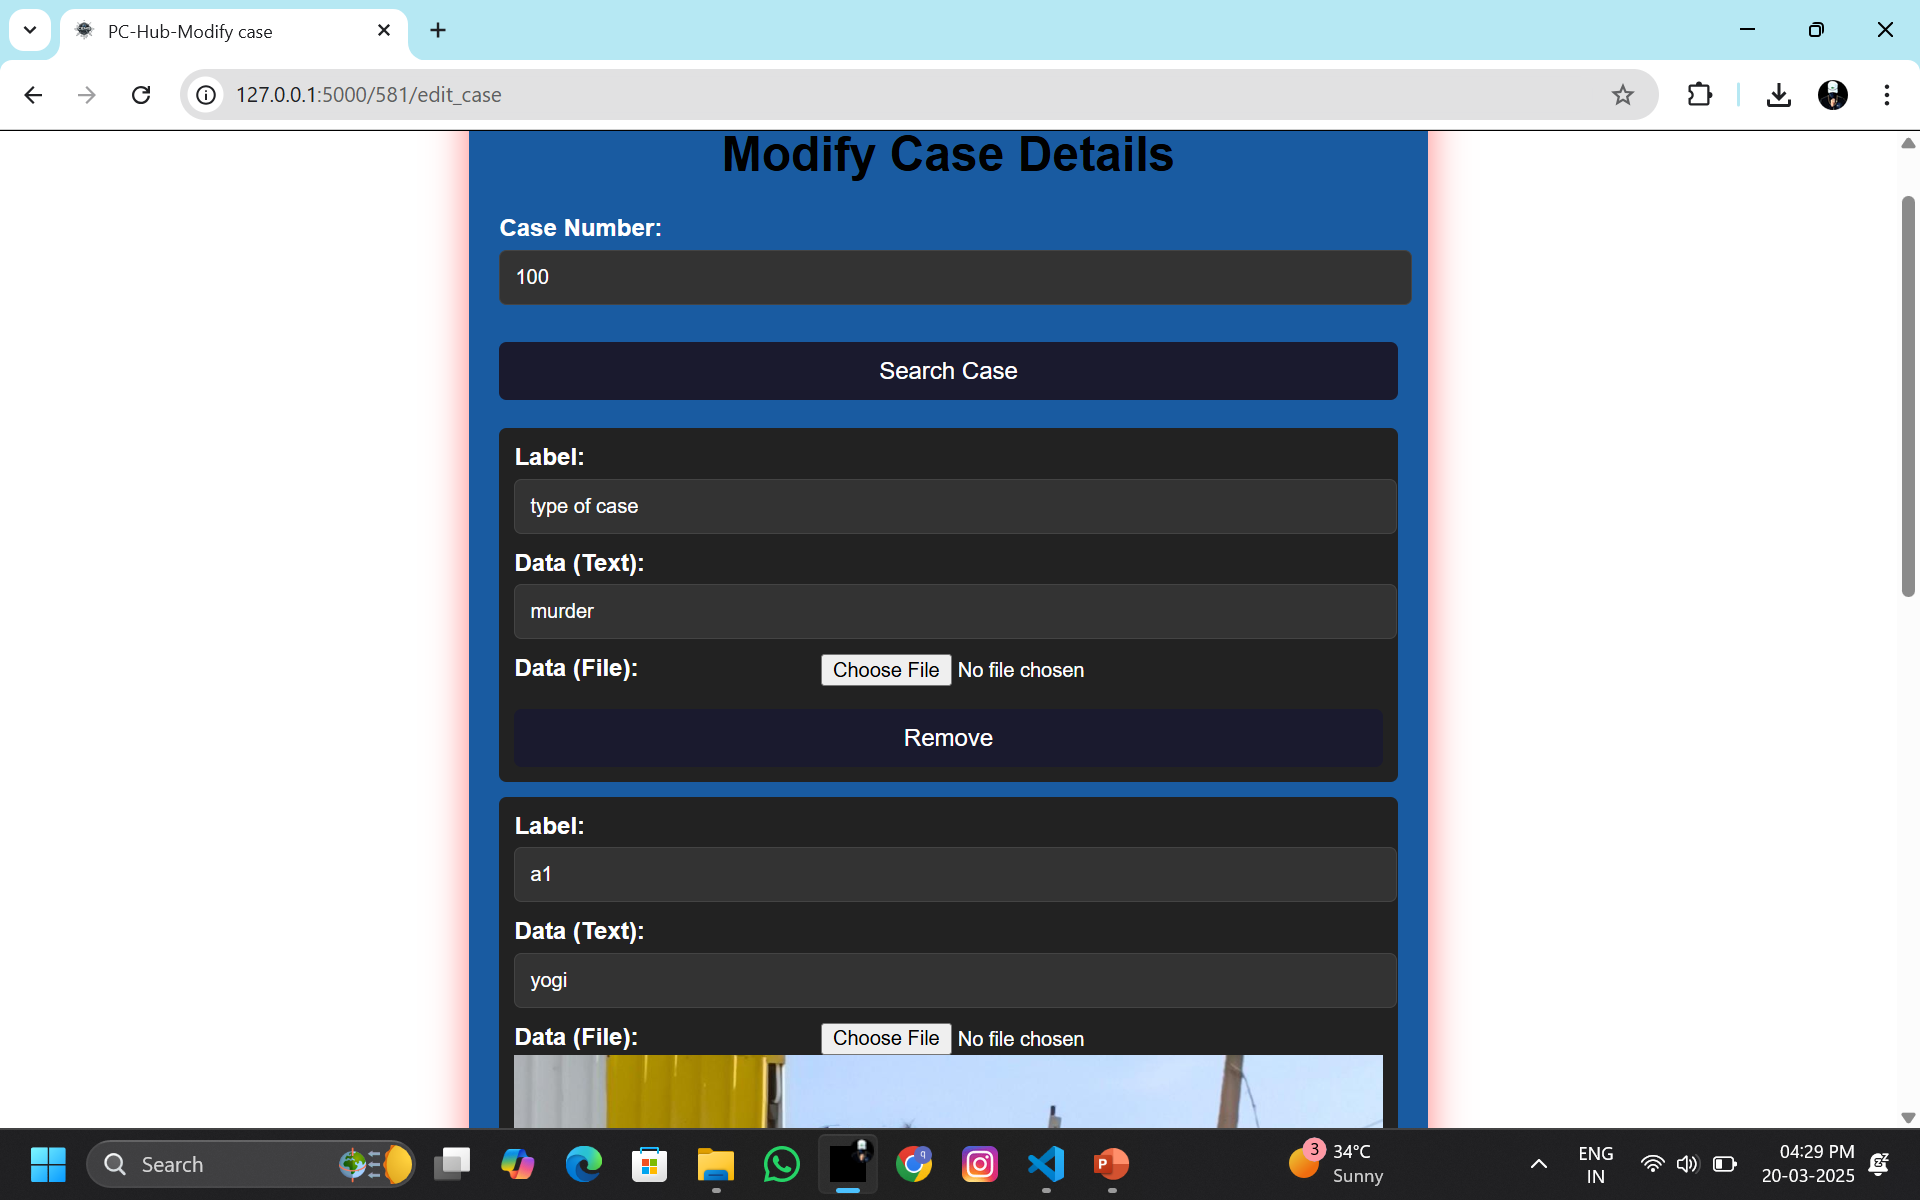 PC-Hub-Modify case
127.0.0.1:5000/581/edit_case
Modify Case Details
Case Number:
100
Search Case
Label:
type of case
Data (Text):
murder
Data (File): Choose File No file chosen
Remove
Label:
a1
Data (Text):
yogi
Data (File): Choose File No file chosen
Search
3
34°C
Sunny
ENG
IN
04:29 PM
20-03-2025